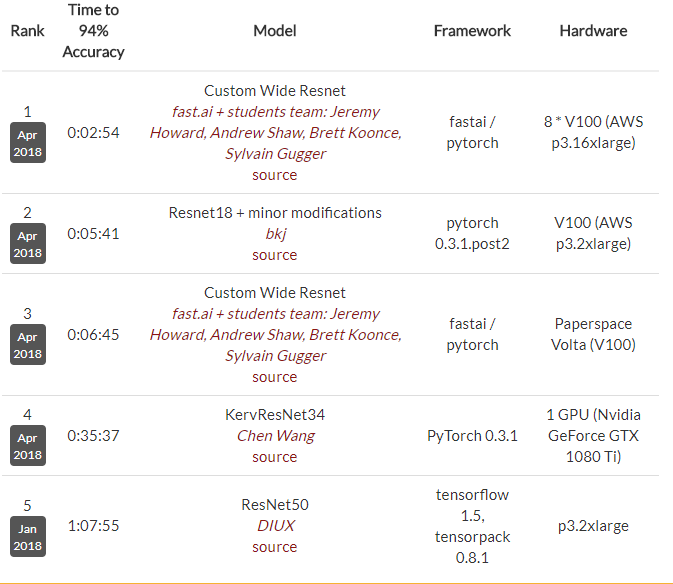 Rank Time to 94% Accuracy Model Framework Hardware
1
Apr
2018
0:02:54
Custom Wide Resnet
fast.ai + students team: Jeremy
Howard, Andrew Shaw, Brett Koonce,
Sylvain Gugger
source
fastai /
pytorch
8 * V100 (AWS
p3.16xlarge)
2
Apr
2018
0:05:41
Resnet18 + minor modifications
bkj
source
pytorch
0.3.1.post2
V100 (AWS
p3.2xlarge)
3
Apr
2018
0:06:45
Custom Wide Resnet
fast.ai + students team: Jeremy
Howard, Andrew Shaw, Brett Koonce,
Sylvain Gugger
source
fastai /
pytorch
Paperspace
Volta (V100)
4
Apr
2018
0:35:37
KervResNet34
Chen Wang
source
PyTorch 0.3.1
1 GPU (Nvidia
GeForce GTX
1080 Ti)
5
Jan
2018
1:07:55
ResNet50
DIUX
source
tensorflow
1.5,
tensorpack
0.8.1
p3.2xlarge